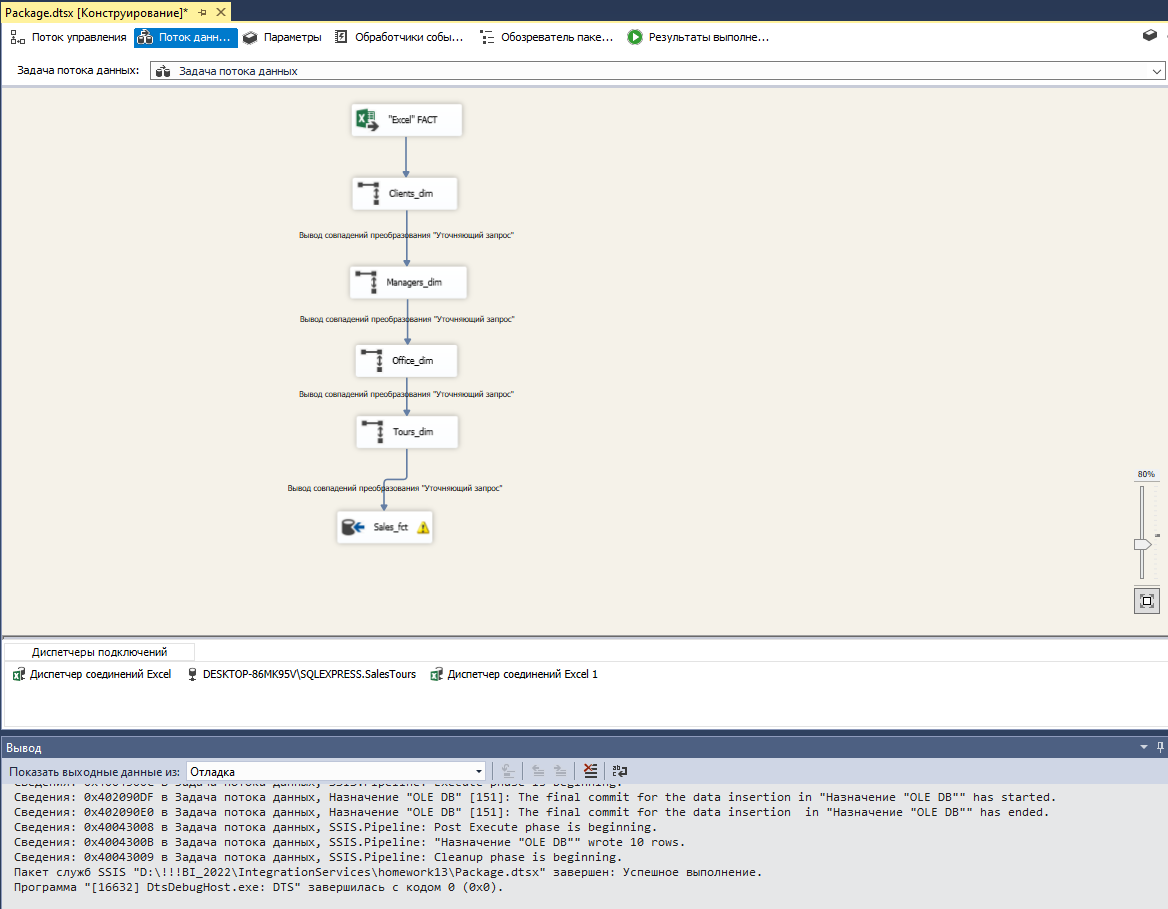 Package.dtsx [Конструирование]*
Поток управления
Поток данн...
Параметры
Обработчики собы...
Обозреватель паке...
Результаты выполне...
Задача потока данных:
Задача потока данных
"Excel" FACT
Clients_dim
Вывод совпадений преобразования "Уточняющий запрос"
Managers_dim
Вывод совпадений преобразования "Уточняющий запрос"
Office_dim
Вывод совпадений преобразования "Уточняющий запрос"
Tours_dim
Вывод совпадений преобразования "Уточняющий запрос"
Sales_fct
80%
Диспетчеры подключений
Диспетчер соединений Excel
DESKTOP-86MK95V\SQLEXPRESS.SalesTours
Диспетчер соединений Excel 1
Вывод
Показать выходные данные из:
Отладка
Сведения: 0x402090DF в Задача потока данных, Назначение "OLE DB" [151]: The final commit for the data insertion in "Назначение "OLE DB"" has started.
Сведения: 0x402090E0 в Задача потока данных, Назначение "OLE DB" [151]: The final commit for the data insertion  in "Назначение "OLE DB"" has ended.
Сведения: 0x40043008 в Задача потока данных, SSIS.Pipeline: Post Execute phase is beginning.
Сведения: 0x4004300B в Задача потока данных, SSIS.Pipeline: "Назначение "OLE DB"" wrote 10 rows.
Сведения: 0x40043009 в Задача потока данных, SSIS.Pipeline: Cleanup phase is beginning.
Пакет служб SSIS "D:\!!!BI_2022\IntegrationServices\homework13\Package.dtsx" завершен: Успешное выполнение.
Программа "[16632] DtsDebugHost.exe: DTS" завершилась с кодом 0 (0x0).